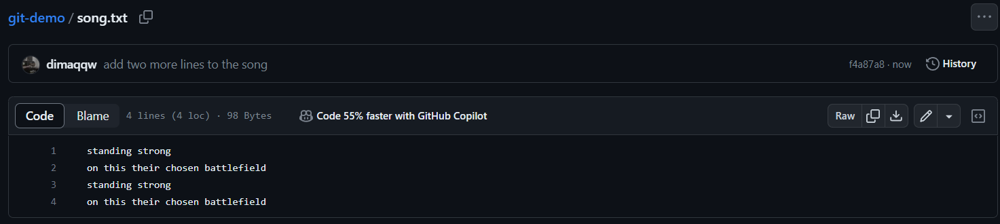 git-demo / song.txt
dimaqqw add two more lines to the song f4a87a8 · now History
Code Blame 4 lines (4 loc) · 98 Bytes Code 55% faster with GitHub Copilot Raw
1 standing strong
2 on this their chosen battlefield
3 standing strong
4 on this their chosen battlefield